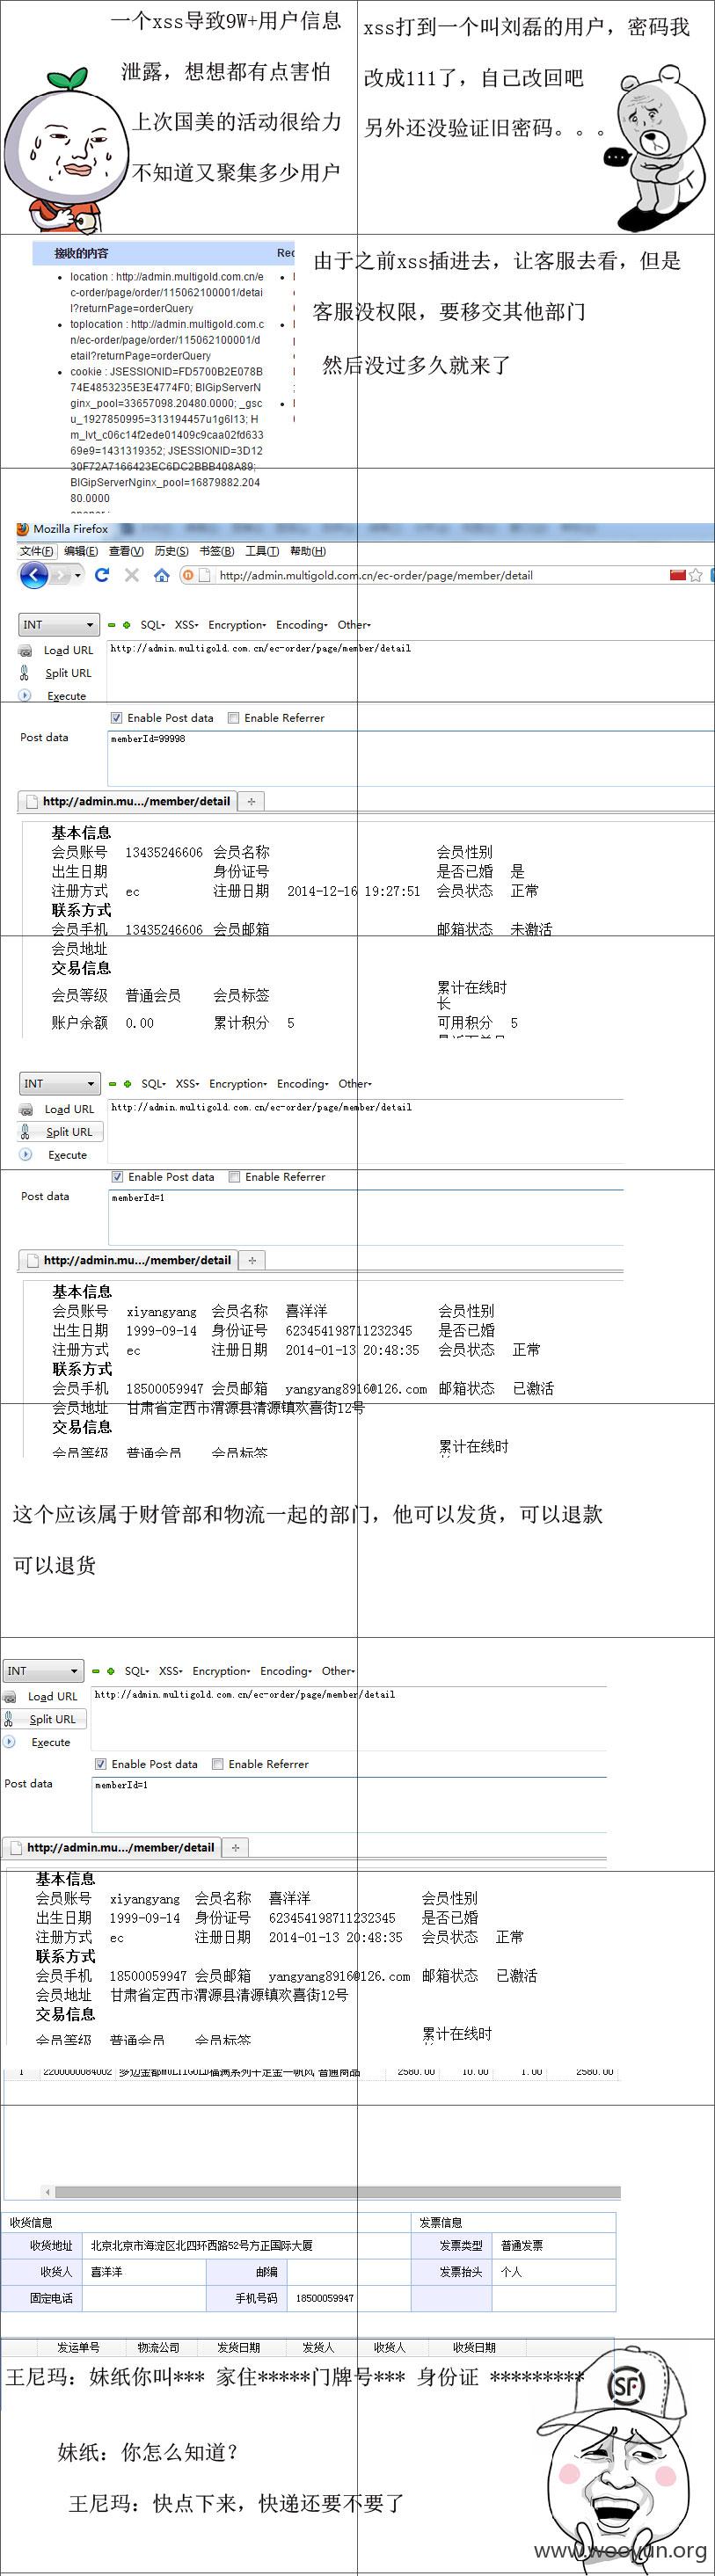 一个xss导致9W+用户信息
泄露，想想都有点害怕
上次国美的活动很给力
不知道又聚集多少用户
xss打到一个叫刘磊的用户，密码我
改成111了，自己改回吧
另外还没验证旧密码。。。
接收的内容 Rec
location : http://admin.multigold.com.cn/e
c-order/page/order/115062100001/detai
l?returnPage=orderQuery
toplocation : http://admin.multigold.com.c
n/ec-order/page/order/115062100001/d
etail?returnPage=orderQuery
cookie : JSESSIONID=FD5700B2E078B
74E4853235E3E4774F0; BIGipServerN
ginx_pool=33657098.20480.0000; _gsc
u_1927850995=313194457u1g6l13; H
m_lvt_c06c14f2ede01409c9caa02fd633
69e9=1431319352; JSESSIONID=3D12
30F72A7166423EC6DC2BBB408A89;
BIGipServerNginx_pool=16879882.204
80.0000
由于之前xss插进去，让客服去看，但是
客服没权限，要移交其他部门
然后没过多久就来了
Mozilla Firefox
文件(F) 编辑(E) 查看(V) 历史(S) 书签(B) 工具(T) 帮助(H)
http://admin.multigold.com.cn/ec-order/page/member/detail
INT SQL XSS Encryption Encoding Other
Load URL http://admin.multigold.com.cn/ec-order/page/member/detail
Split URL
Execute
Enable Post data Enable Referrer
Post data memberId=99998
http://admin.mu.../member/detail
基本信息
会员账号 13435246606 会员名称 会员性别
出生日期 身份证号 是否已婚 是
注册方式 ec 注册日期 2014-12-16 19:27:51 会员状态 正常
联系方式
会员手机 13435246606 会员邮箱 邮箱状态 未激活
会员地址
交易信息
会员等级 普通会员 会员标签 累计在线时
长
账户余额 0.00 累计积分 5 可用积分 5
INT SQL XSS Encryption Encoding Other
Load URL http://admin.multigold.com.cn/ec-order/page/member/detail
Split URL
Execute
Enable Post data Enable Referrer
Post data memberId=1
http://admin.mu.../member/detail
基本信息
会员账号 xiyangyang 会员名称 喜洋洋 会员性别
出生日期 1999-09-14 身份证号 623454198711232345 是否已婚
注册方式 ec 注册日期 2014-01-13 20:48:35 会员状态 正常
联系方式
会员手机 18500059947 会员邮箱 yangyang8916@126.com 邮箱状态 已激活
会员地址 甘肃省定西市渭源县清源镇欢喜街12号
交易信息
会员等级 普通会员 会员标签 累计在线时
这个应该属于财管部和物流一起的部门，他可以发货，可以退款
可以退货
INT SQL XSS Encryption Encoding Other
Load URL http://admin.multigold.com.cn/ec-order/page/member/detail
Split URL
Execute
Enable Post data Enable Referrer
Post data memberId=1
http://admin.mu.../member/detail
基本信息
会员账号 xiyangyang 会员名称 喜洋洋 会员性别
出生日期 1999-09-14 身份证号 623454198711232345 是否已婚
注册方式 ec 注册日期 2014-01-13 20:48:35 会员状态 正常
联系方式
会员手机 18500059947 会员邮箱 yangyang8916@126.com 邮箱状态 已激活
会员地址 甘肃省定西市渭源县清源镇欢喜街12号
交易信息
会员等级 普通会员 会员标签 累计在线时
1 2200000084002 多边金都MULTIGOLD福满系列千足金一帆风 普通商品 2580.00 10.00 1.00 2580.00
收货信息 发票信息
收货地址 北京北京市海淀区北四环西路52号方正国际大厦 发票类型 普通发票
收货人 喜洋洋 邮编 发票抬头 个人
固定电话 手机号码 18500059947
发运单号 物流公司 发货日期 发货人 收货人 收货日期
王尼玛：妹纸你叫*** 家住*****门牌号*** 身份证 *********
SF
妹纸：你怎么知道？
王尼玛：快点下来，快递还要不要了
www.wooyun.org